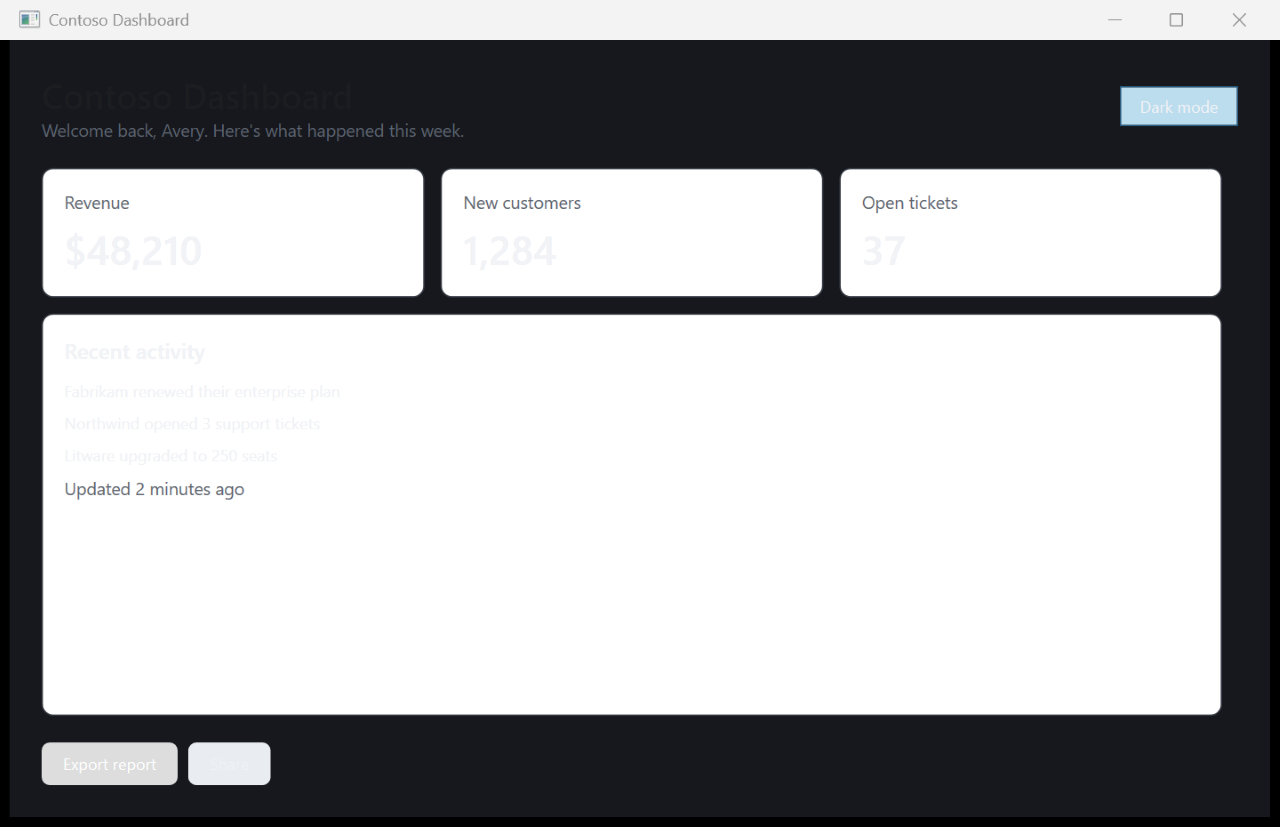 Contoso Dashboard
Contoso Dashboard
Welcome back, Avery. Here's what happened this week.
Dark mode
Revenue
$48,210
New customers
1,284
Open tickets
37
Recent activity
Fabrikam renewed their enterprise plan
Northwind opened 3 support tickets
Litware upgraded to 250 seats
Updated 2 minutes ago
Export report
Share